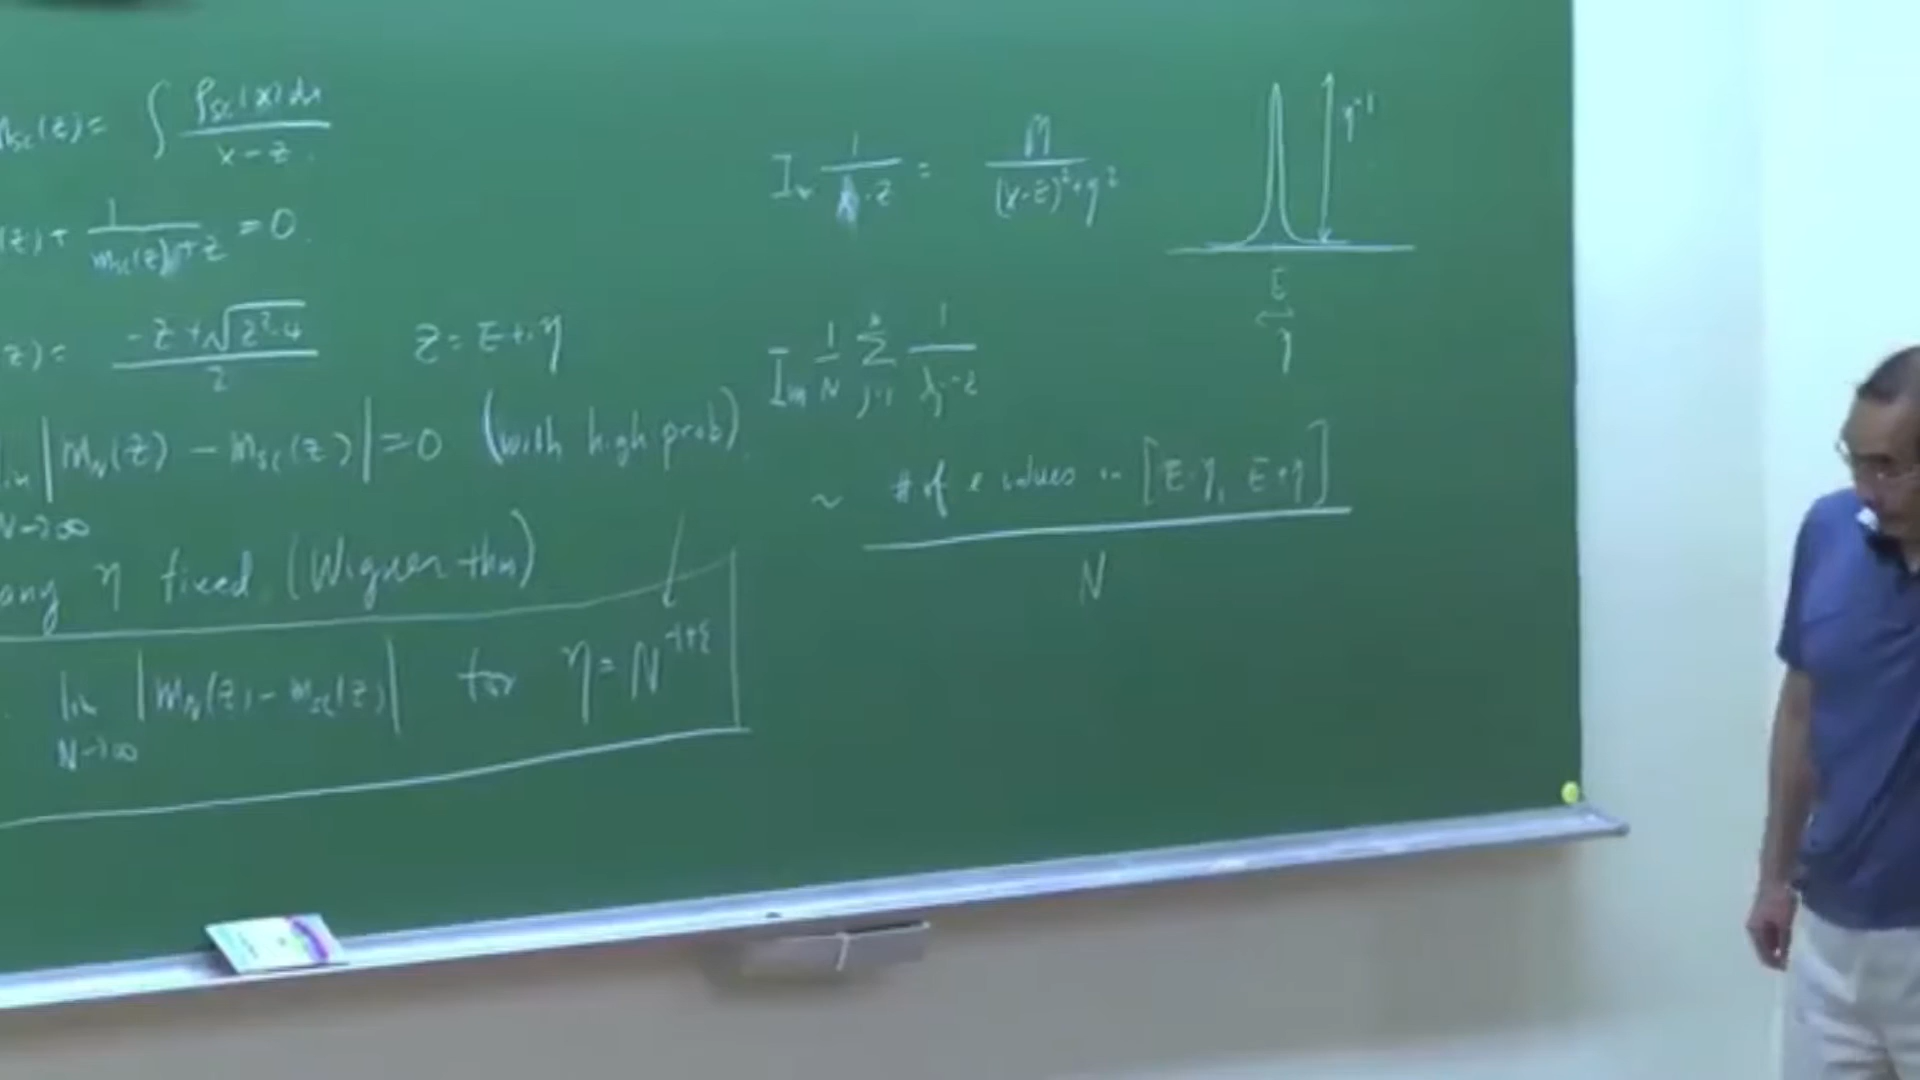 m_sc(z) = ∫ ρ_sc(x)dx / (x - z)
(z) + 1 / (m_sc(z) + z) = 0.
(z) = (-z + √(z²-4)) / 2 z = E + iη
lim N→∞ |m_N(z) - m_sc(z)| = 0 (with high prob).
any η fixed. (Wigner thm)
lim N→∞ |m_N(z) - m_sc(z)| for η = N^(-1+ε)
Im 1 / (x - z) = η / ((x-E)² + η²)
η^(-1)
E
η
Im 1/N Σ_(j=1)^N 1 / (λ_j - z)
~ # of e values in [E-η, E+η] / N